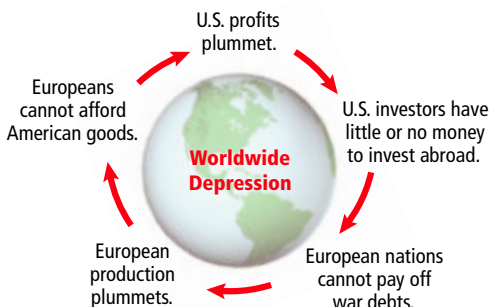 U.S. profits
plummet.
U.S. investors have
little or no money
to invest abroad.
European nations
cannot pay off
war debts.
European
production
plummets.
Europeans
cannot afford
American goods.
Worldwide
Depression